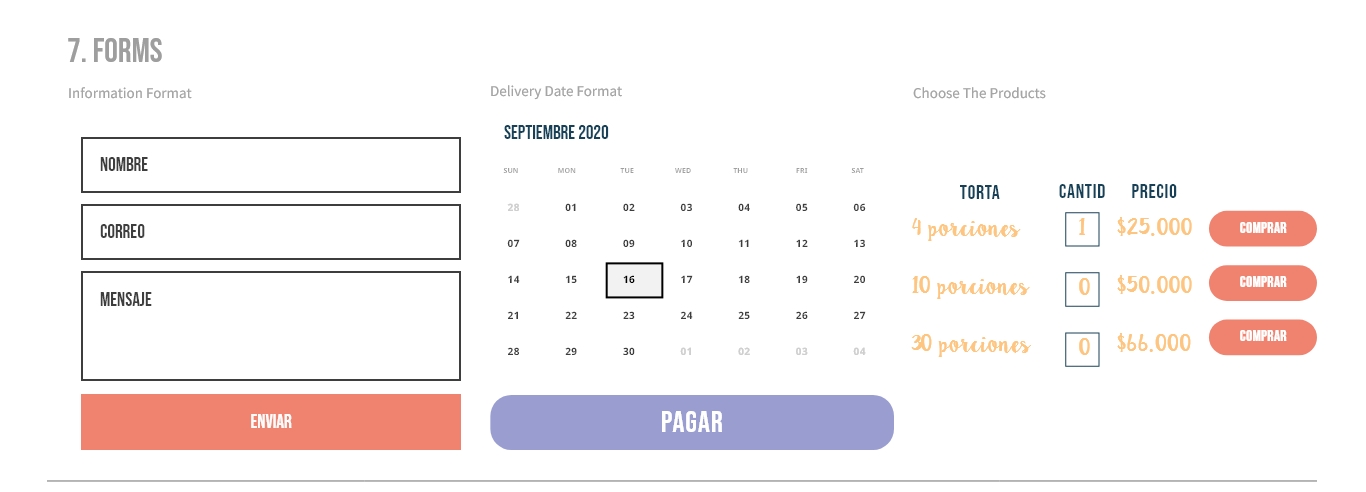 7. FORMS
Information Format
NOMBRE
CORREO
MENSAJE
ENVIAR
Delivery Date Format
SEPTIEMBRE 2020
SUN MON TUE WED THU FRI SAT
28 01 02 03 04 05 06
07 08 09 10 11 12 13
14 15 16 17 18 19 20
21 22 23 24 25 26 27
28 29 30 01 02 03 04
PAGAR
Choose The Products
TORTA CANTID PRECIO
4 porciones 1 $25.000 COMPRAR
10 porciones 0 $50.000 COMPRAR
30 porciones 0 $66.000 COMPRAR